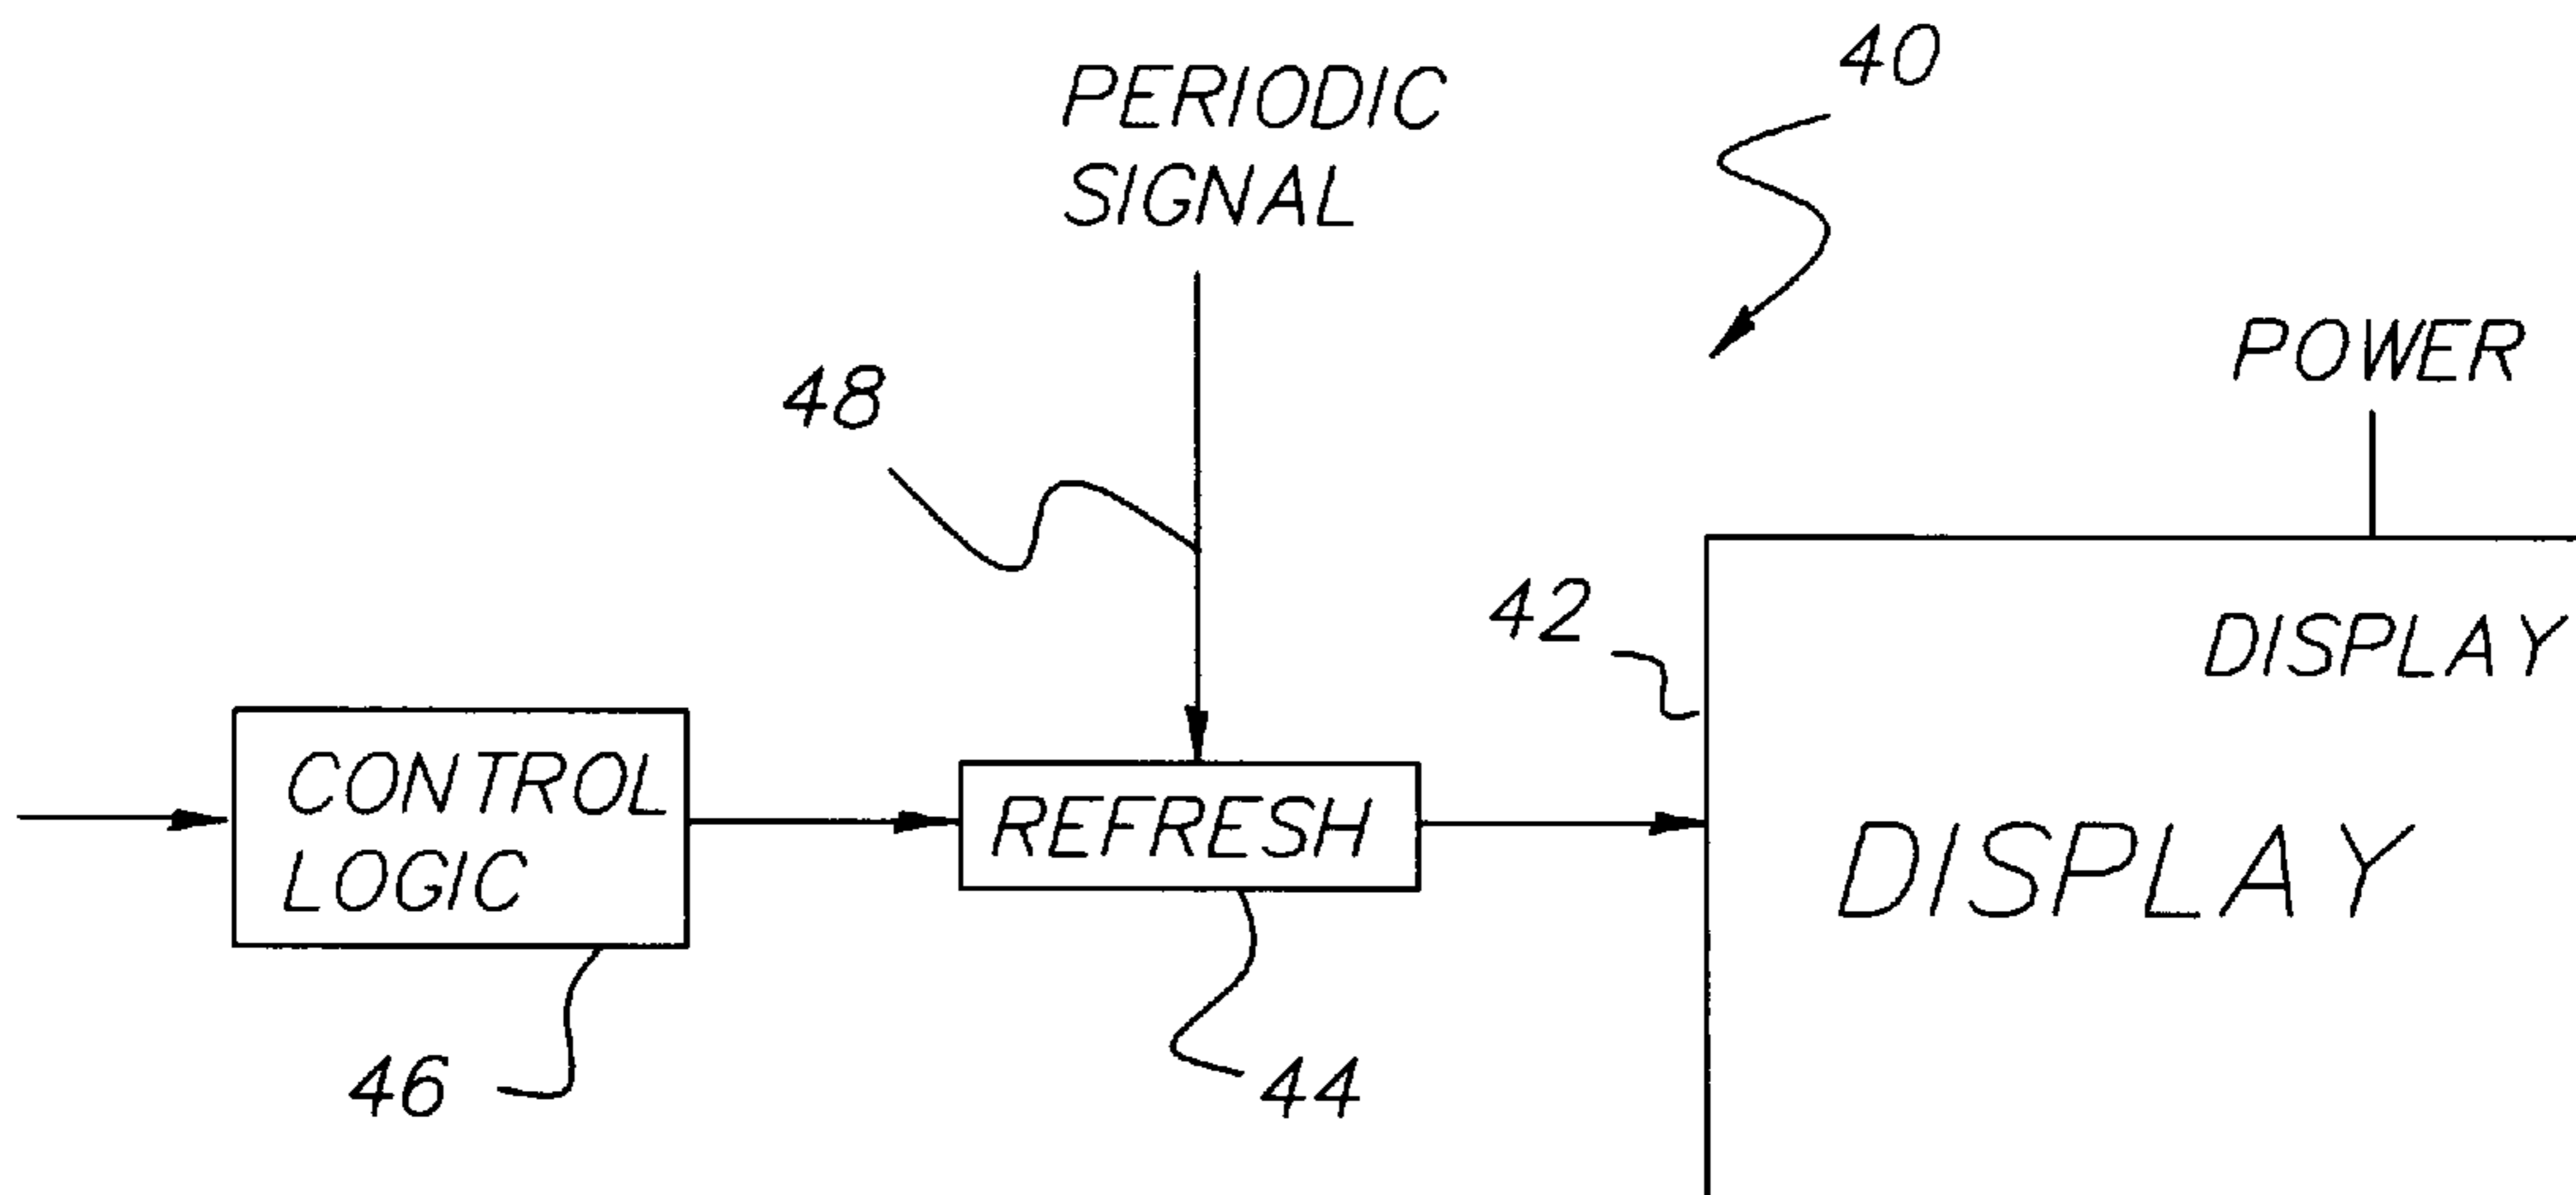 40
PERIODIC
SIGNAL
POWER
48
42
DISPLAY
CONTROL
LOGIC
REFRESH
DISPLAY
46
44